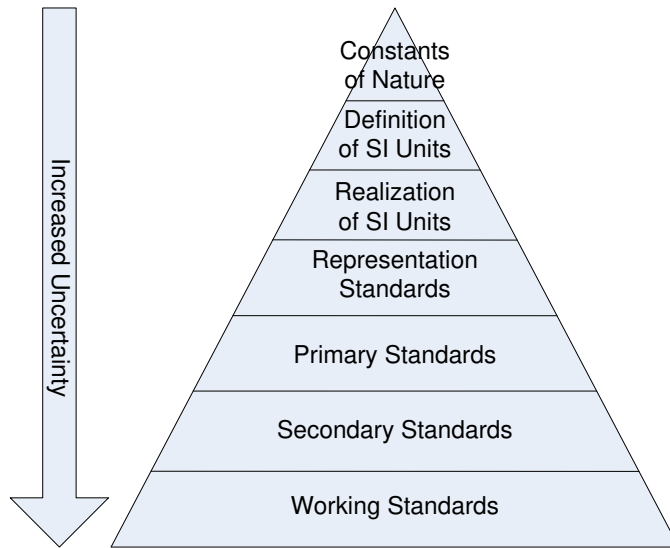 Increased Uncertainty
Constants
of Nature
Definition
of SI Units
Realization
of SI Units
Representation
Standards
Primary Standards
Secondary Standards
Working Standards